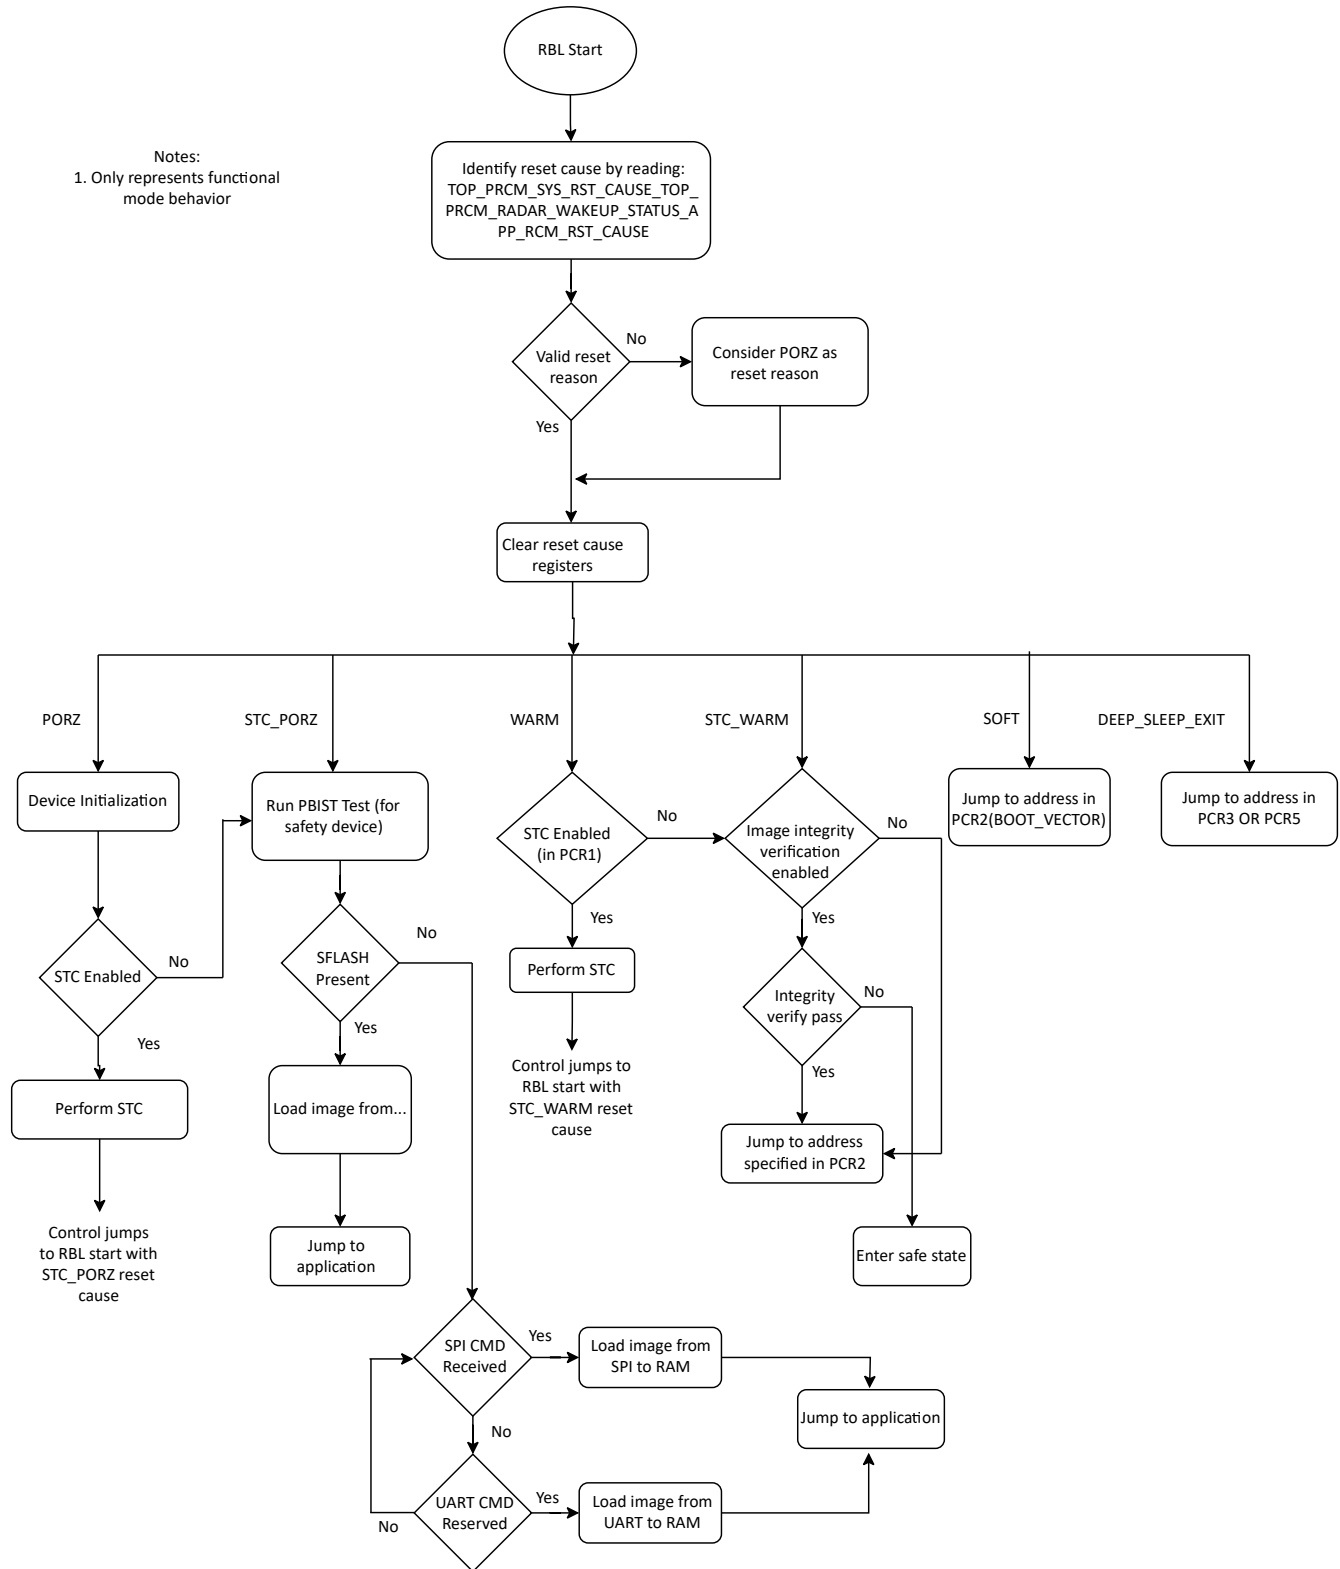 RBL Start
Notes:
1. Only represents functional
mode behavior
Identify reset cause by reading:
TOP_PRCM_SYS_RST_CAUSE_TOP_
PRCM_RADAR_WAKEUP_STATUS_A
PP_RCM_RST_CAUSE
Valid reset
reason
No
Consider PORZ as
reset reason
Yes
Clear reset cause
registers
PORZ
STC_PORZ
WARM
STC_WARM
SOFT
DEEP_SLEEP_EXIT
Device Initialization
Run PBIST Test (for
safety device)
STC Enabled
(in PCR1)
No
Image integrity
verification
enabled
No
Jump to address in
PCR2(BOOT_VECTOR)
Jump to address in
PCR3 OR PCR5
STC Enabled
No
Yes
SFLASH
Present
No
Yes
Yes
Perform STC
Yes
Integrity
verify pass
No
Yes
Perform STC
Load image from...
Control jumps to
RBL start with
STC_WARM reset
cause
Jump to address
specified in PCR2
Control jumps
to RBL start with
STC_PORZ reset
cause
Jump to
application
Enter safe state
SPI CMD
Received
Yes
Load image from
SPI to RAM
No
Jump to application
UART CMD
Reserved
Yes
No
Load image from
UART to RAM